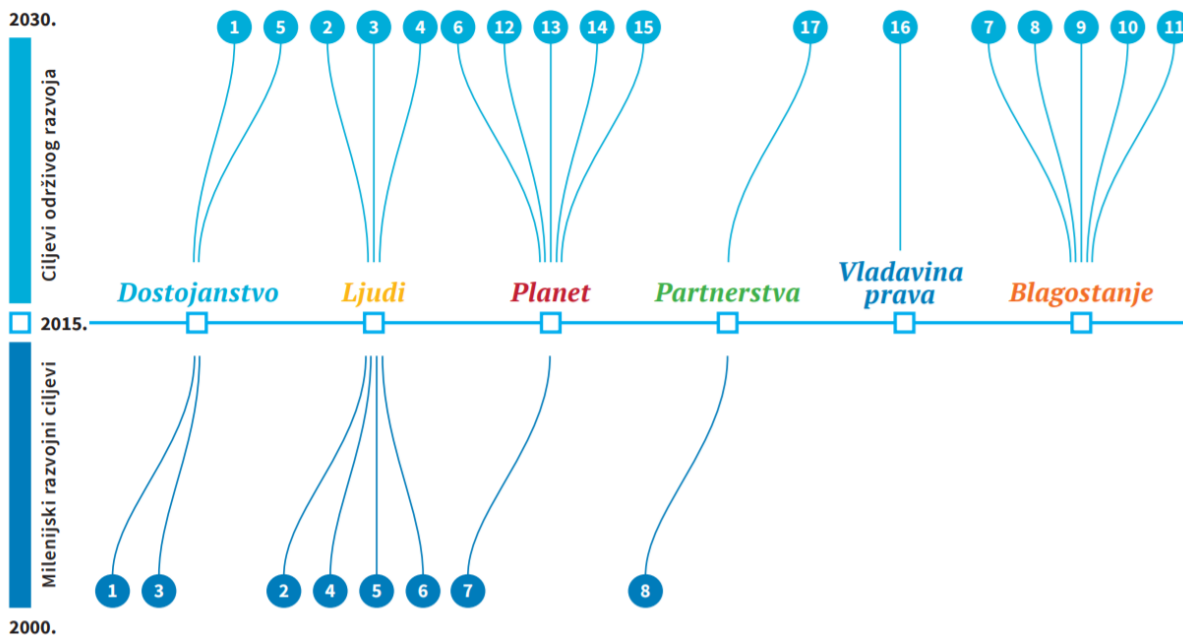 2030.
1 5 2 3 4 6 12 13 14 15 17 16 7 8 9 10 11
Ciljevi održivog razvoja
Dostojanstvo
Ljudi
Planet
Partnerstva
Vladavina
prava
Blagostanje
2015.
Milenijski razvojni ciljevi
1 3 2 4 5 6 7 8
2000.